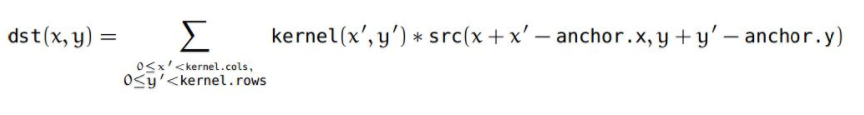 dst(x, y) = ∑ kernel(x′, y′) * src(x + x′ − anchor.x, y + y′ − anchor.y)
0≤x′<kernel.cols,
0≤y′<kernel.rows